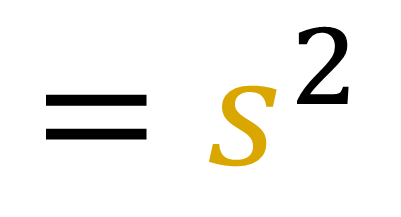 = s²